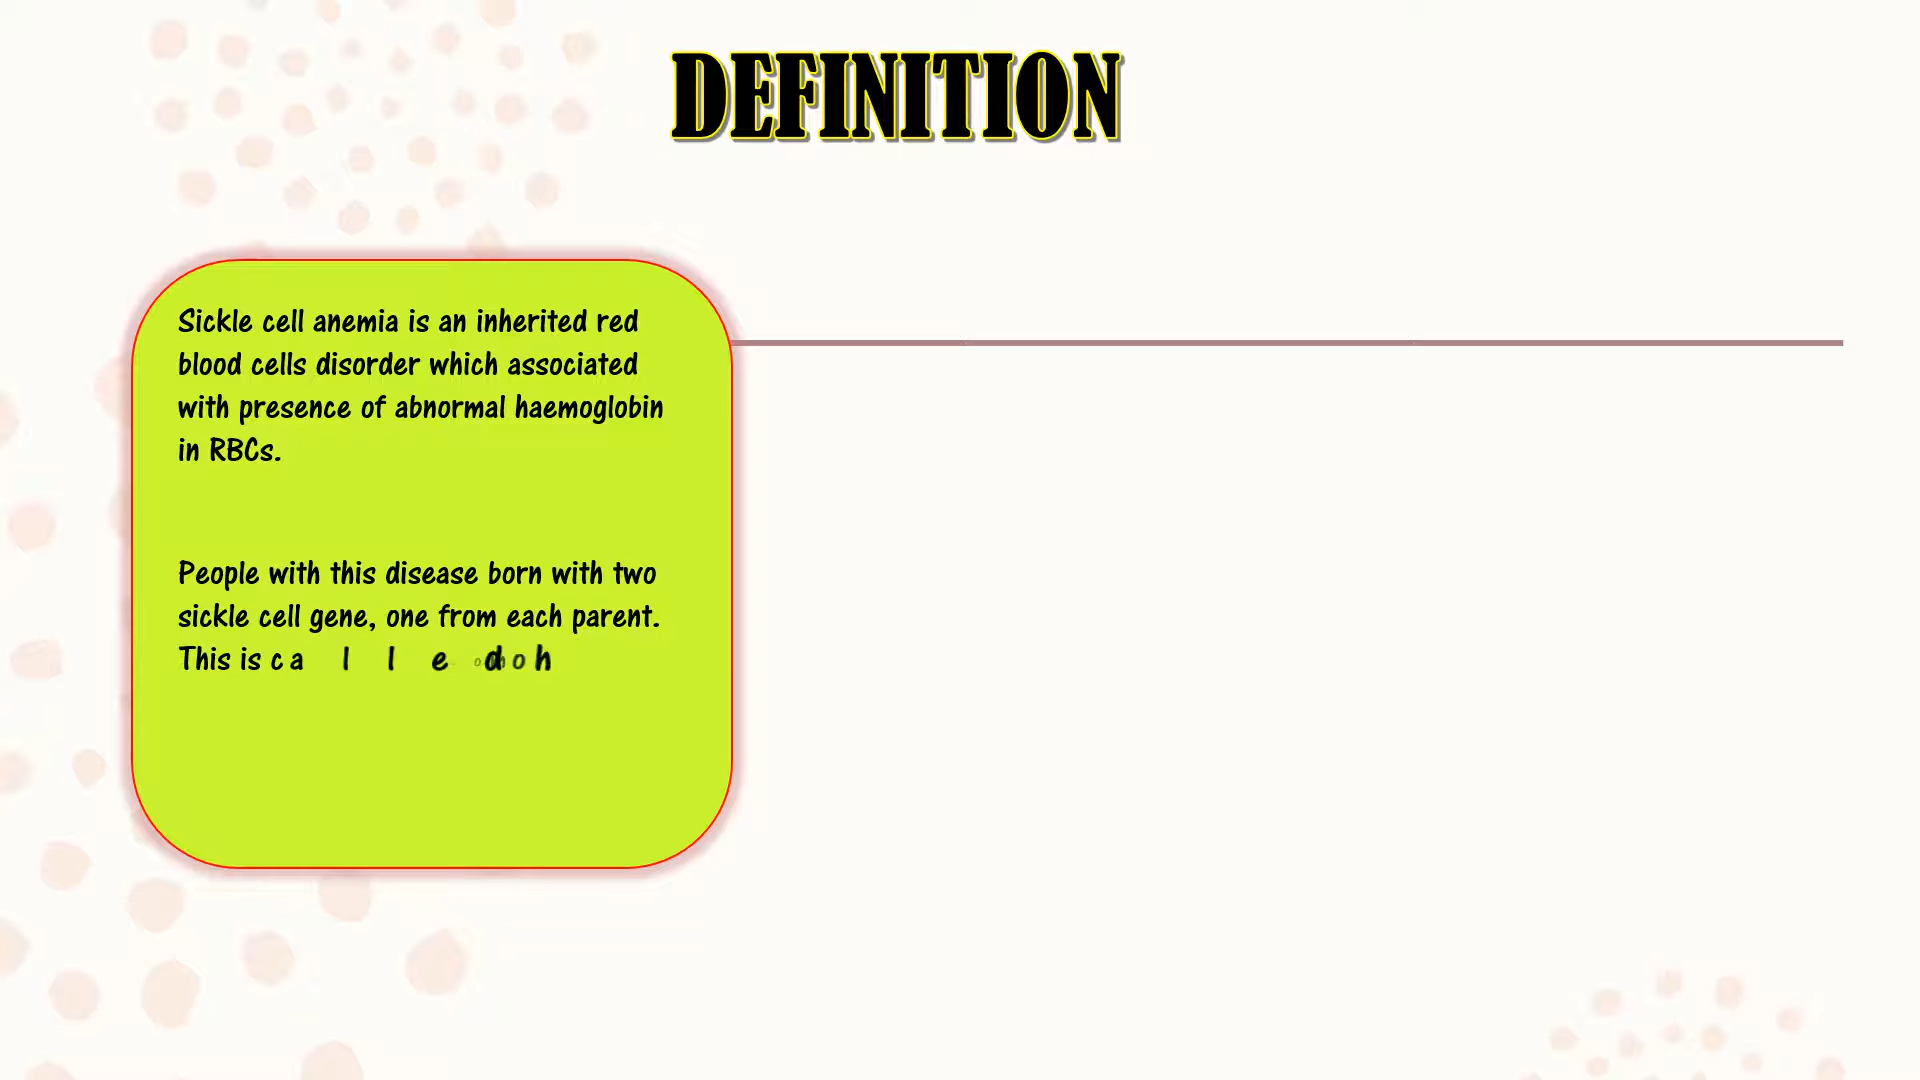 DEFINITION
Sickle cell anemia is an inherited red
blood cells disorder which associated
with presence of abnormal haemoglobin
in RBCs.
People with this disease born with two
sickle cell gene, one from each parent.
This is called